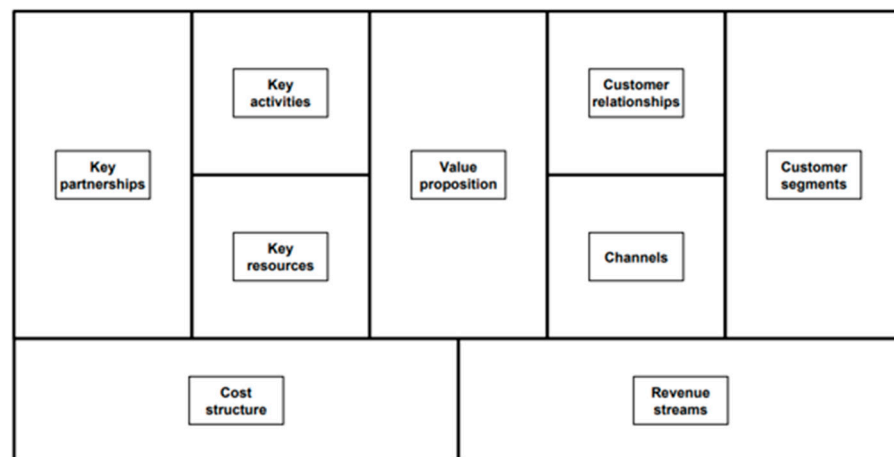 Key
partnerships
Key
activities
Key
resources
Value
proposition
Customer
relationships
Channels
Customer
segments
Cost
structure
Revenue
streams